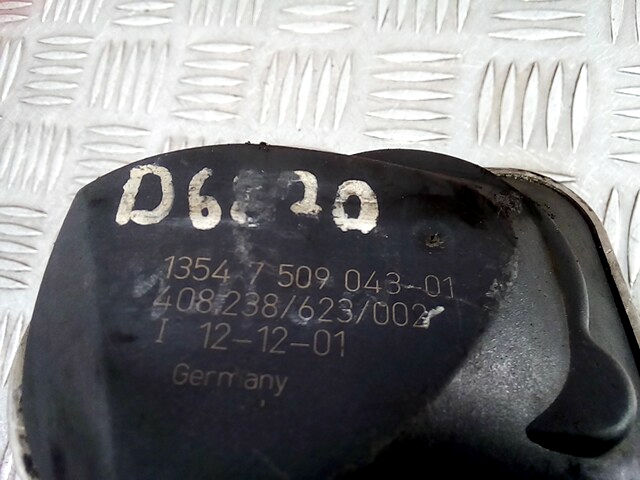 1354 7 509 043-01
408.238/623/002
I 12-12-01
Germany